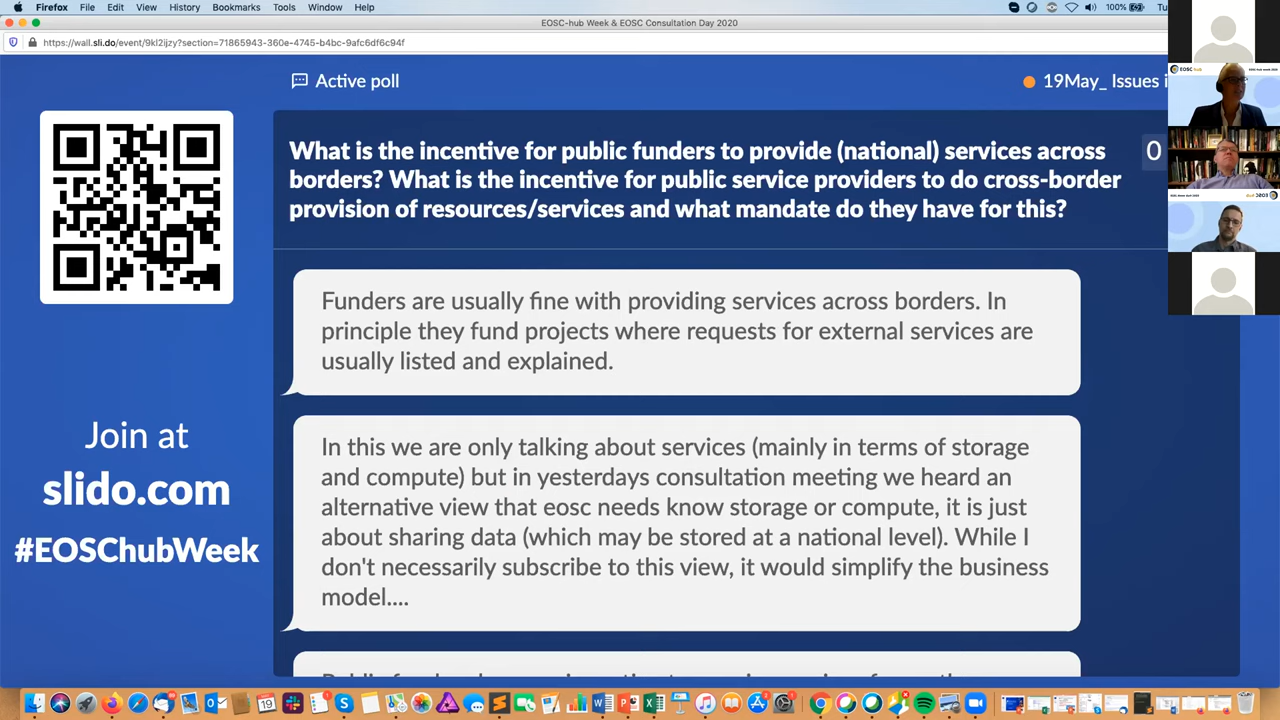 Firefox File Edit View History Bookmarks Tools Window Help 100% Tu
EOSC-hub Week & EOSC Consultation Day 2020
https://wall.sli.do/event/9kl2ijzy?section=71865943-360e-4745-b4bc-9afc6df6c94f
Active poll
19May_ Issues i
What is the incentive for public funders to provide (national) services across
borders? What is the incentive for public service providers to do cross-border
provision of resources/services and what mandate do they have for this?
0
Funders are usually fine with providing services across borders. In
principle they fund projects where requests for external services are
usually listed and explained.
In this we are only talking about services (mainly in terms of storage
and compute) but in yesterdays consultation meeting we heard an
alternative view that eosc needs know storage or compute, it is just
about sharing data (which may be stored at a national level). While I
don't necessarily subscribe to this view, it would simplify the business
model....
Join at
slido.com
#EOSChubWeek
19